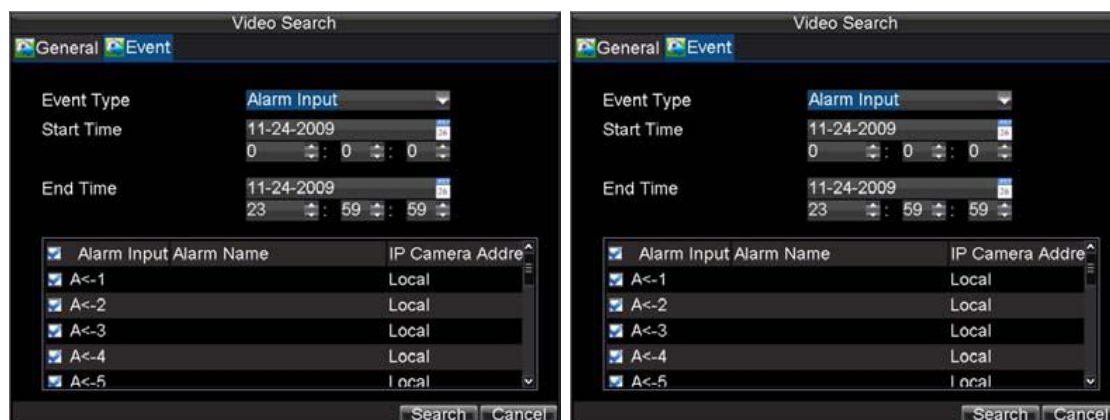 Video Search
General Event
Event Type Alarm Input
Start Time 11-24-2009
0 : 0 : 0
End Time 11-24-2009
23 : 59 : 59
Alarm Input Alarm Name IP Camera Addre
A<-1 Local
A<-2 Local
A<-3 Local
A<-4 Local
A<-5 Local
Search Cancel
Video Search
General Event
Event Type Alarm Input
Start Time 11-24-2009
0 : 0 : 0
End Time 11-24-2009
23 : 59 : 59
Alarm Input Alarm Name IP Camera Addre
A<-1 Local
A<-2 Local
A<-3 Local
A<-4 Local
A<-5 Local
Search Cancel